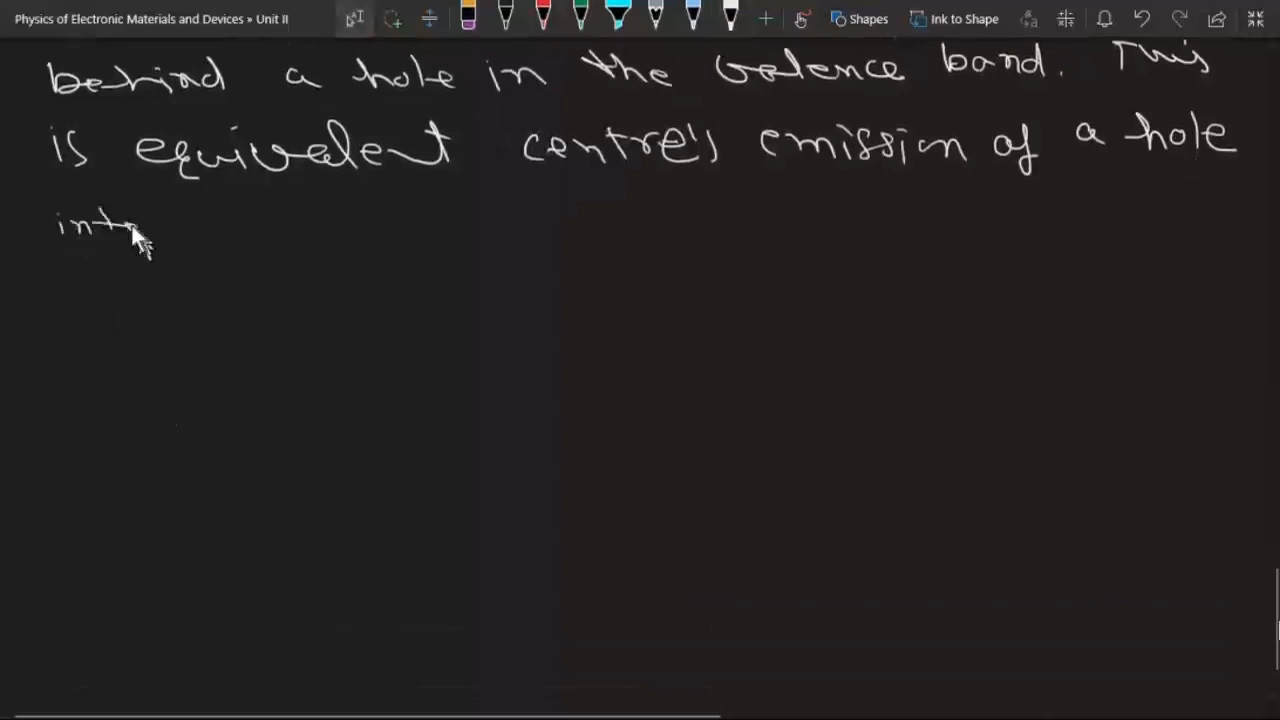 Physics of Electronic Materials and Devices » Unit II
Shapes
Ink to Shape
behind a hole in the valence band. This
is equivalent centre's emission of a hole
into